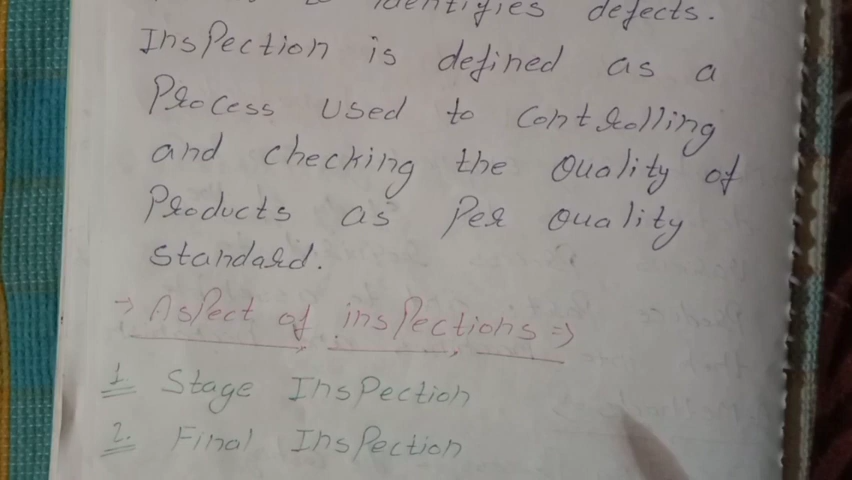 identifies defects.
Inspection is defined as a
Process used to controlling
and checking the Quality of
Products as Per Quality
standard.
→ Aspect of inspections ⇒
1. Stage Inspection
2. Final Inspection